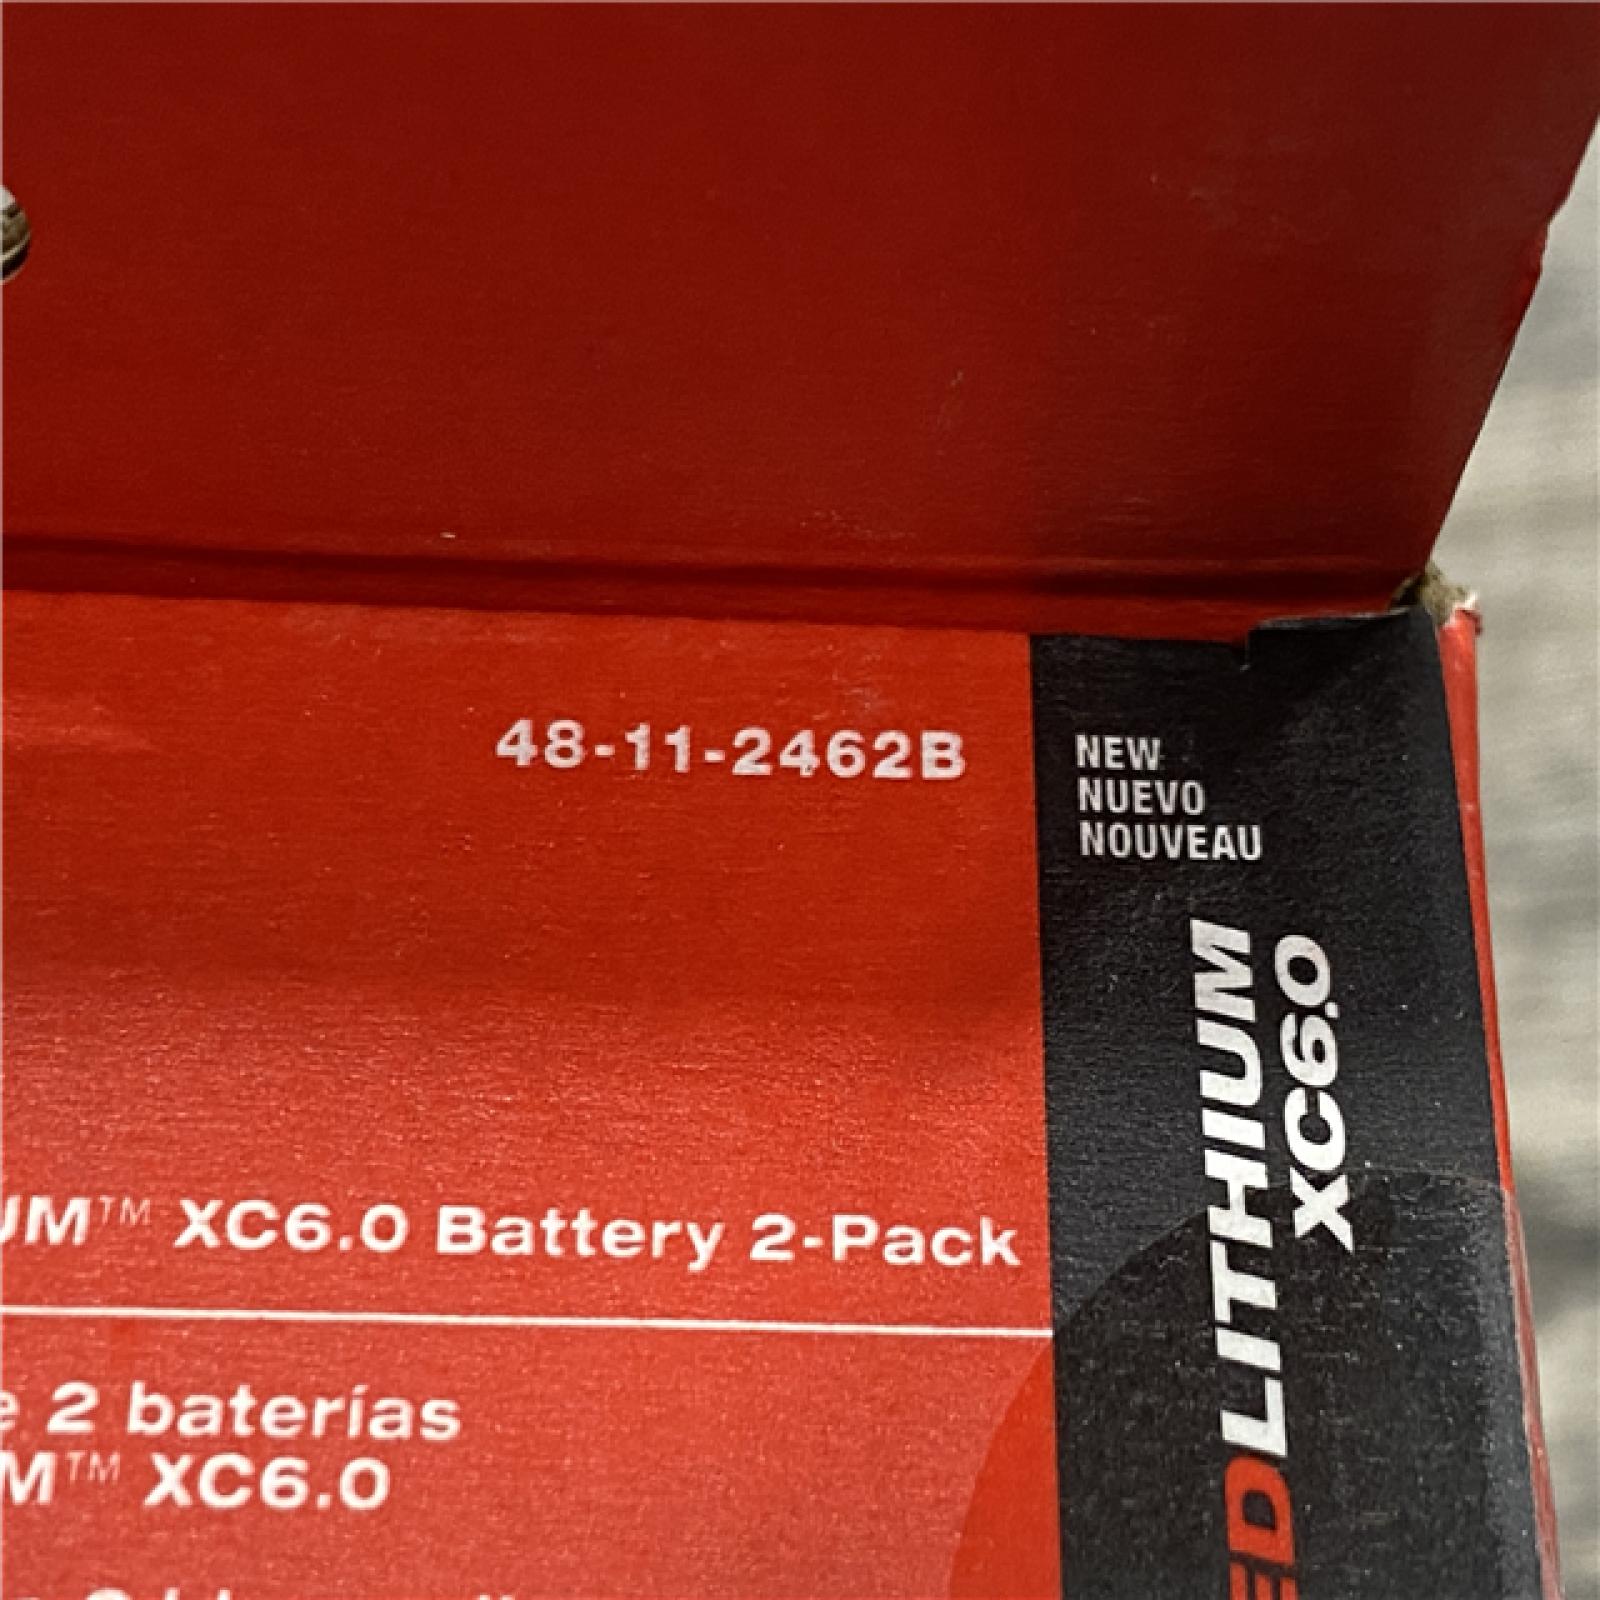 48-11-2462B
NEW
NUEVO
NOUVEAU
UM™ XC6.0 Battery 2-Pack
e 2 baterías
M™ XC6.0
EDLITHIUM
XC6.0